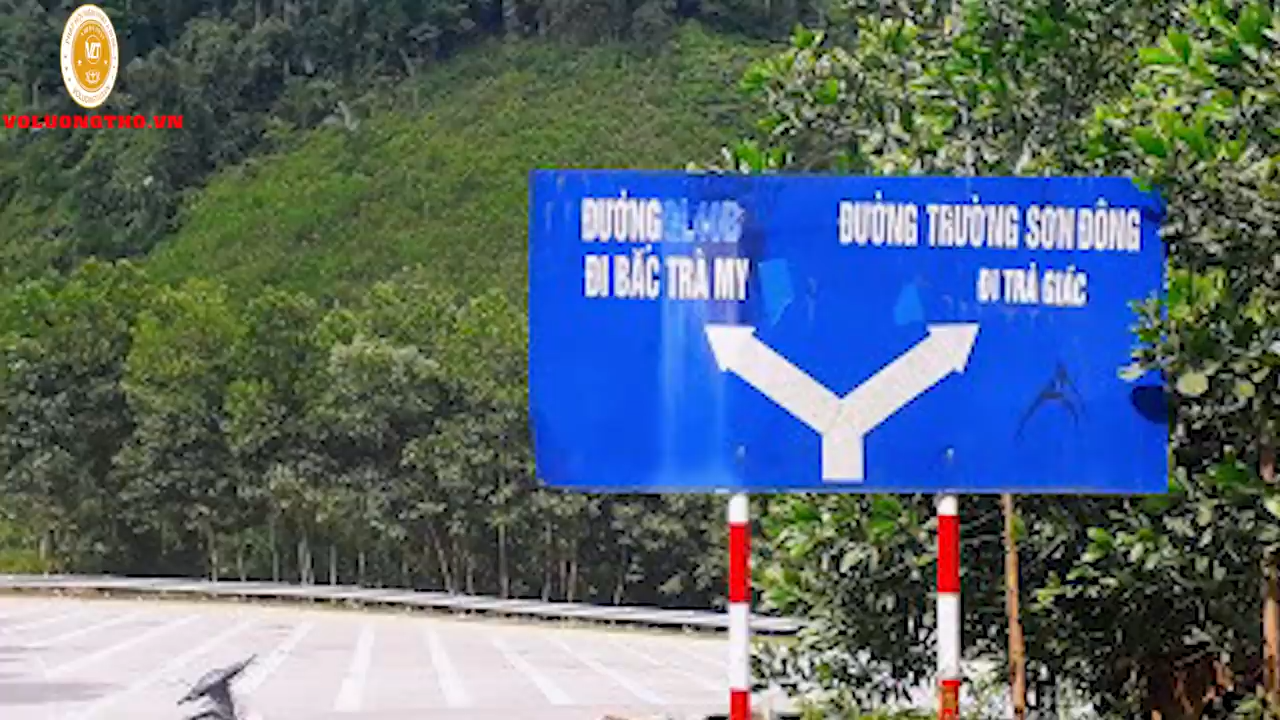 VOLUONGTHO.VN
ĐƯỜNG
ĐI BẮC TRÀ MY
ĐƯỜNG TRƯỜNG SƠN ĐÔNG
ĐI TRÀ GIÁC